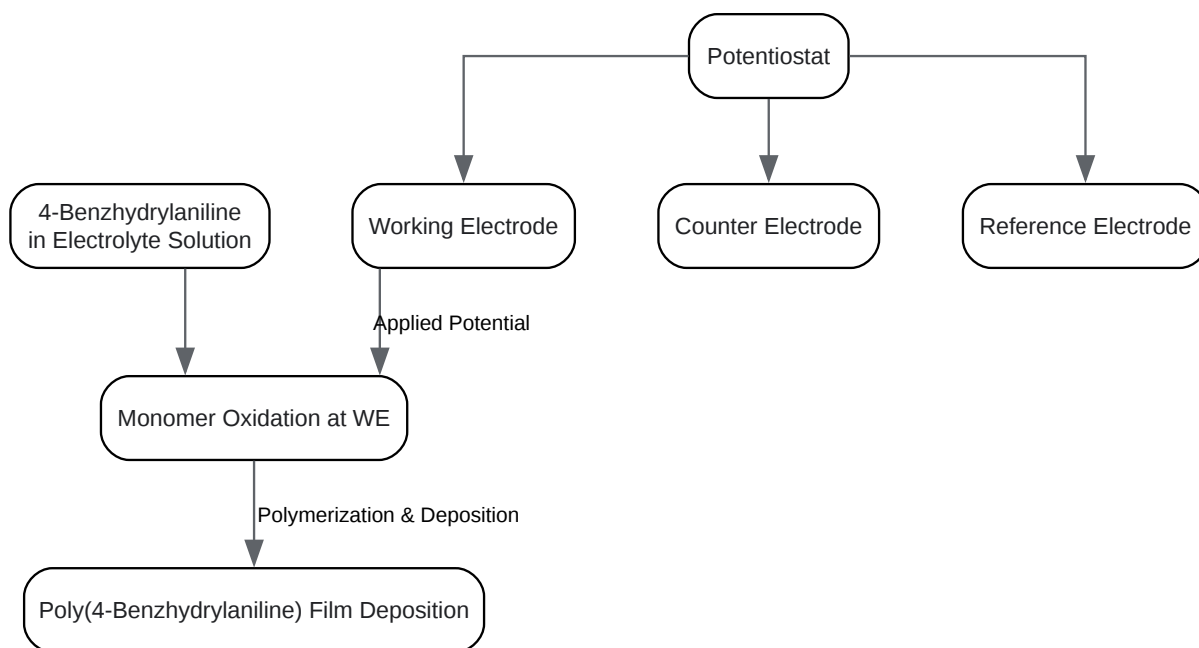 Potentiostat
4-Benzhydrylaniline
in Electrolyte Solution
Working Electrode
Counter Electrode
Reference Electrode
Applied Potential
Monomer Oxidation at WE
Polymerization & Deposition
Poly(4-Benzhydrylaniline) Film Deposition